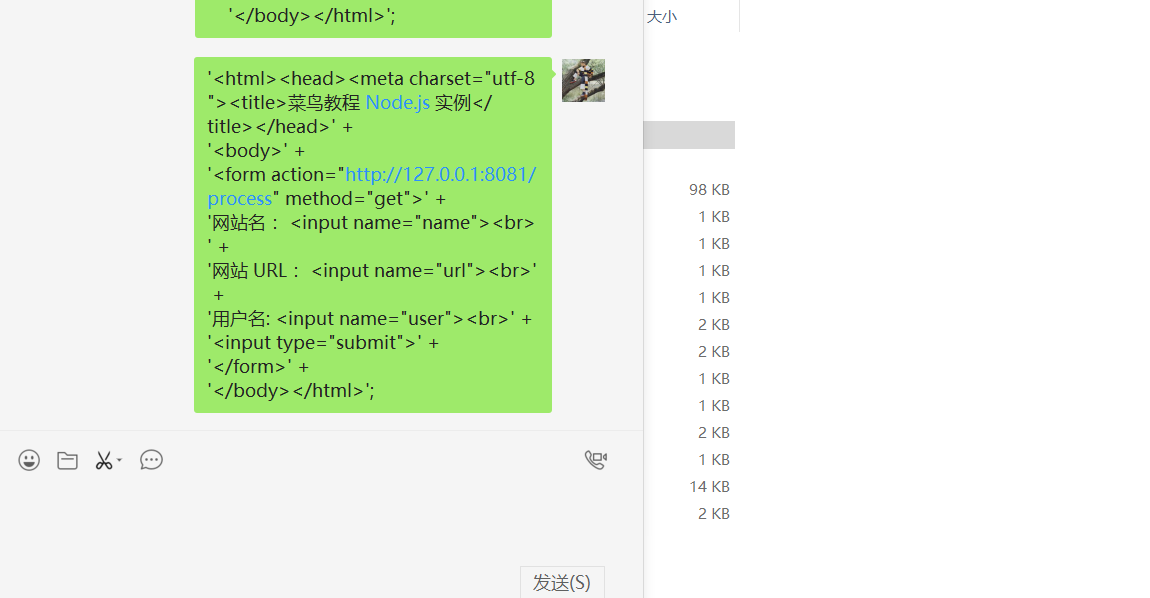 '</body></html>';
'<html><head><meta charset="utf-8
"><title>菜鸟教程 Node.js 实例</
title></head>' +
'<body>' +
'<form action="http://127.0.0.1:8081/
process" method="get">' +
'网站名： <input name="name"><br>
' +
'网站 URL： <input name="url"><br>'
+
'用户名: <input name="user"><br>' +
'<input type="submit">' +
'</form>' +
'</body></html>';
发送(S)
大小
98 KB
1 KB
1 KB
1 KB
1 KB
2 KB
2 KB
1 KB
1 KB
2 KB
1 KB
14 KB
2 KB